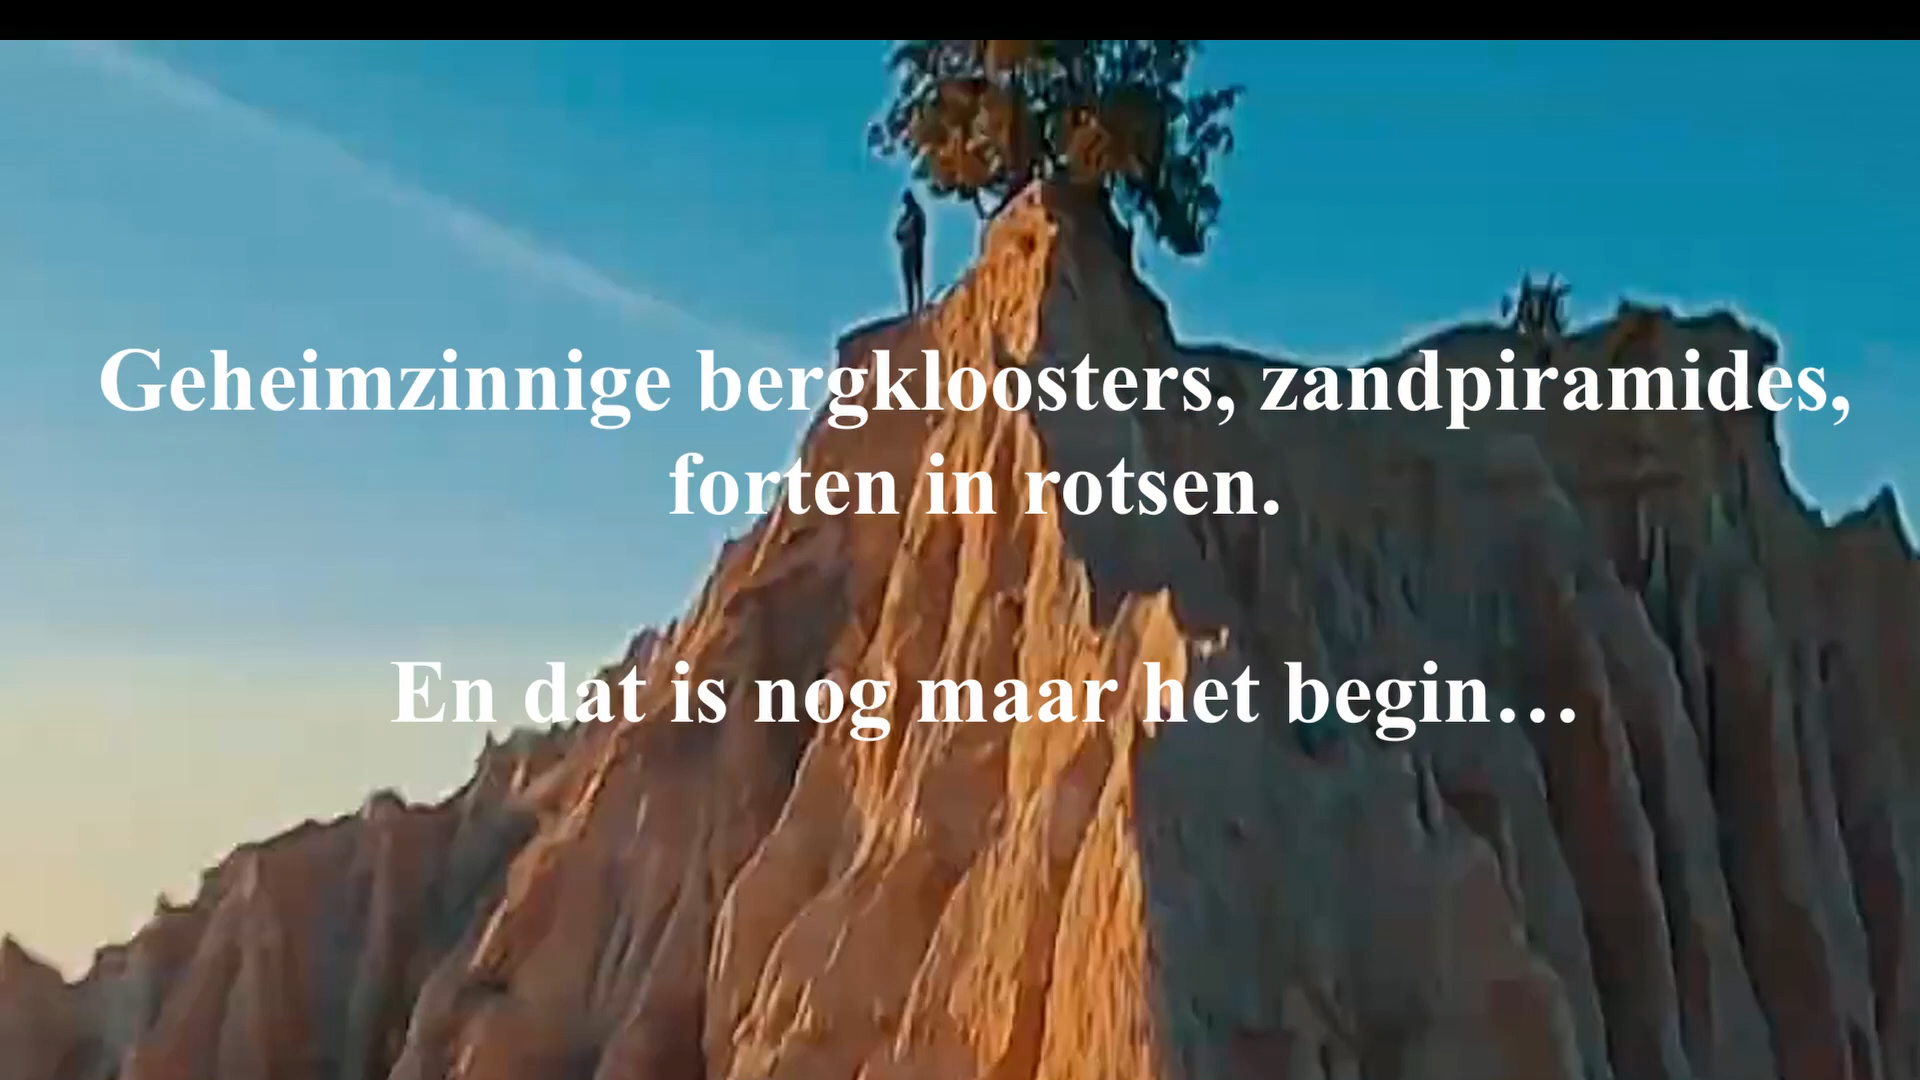 Geheimzinnige bergkloosters, zandpiramides,
forten in rotsen.
En dat is nog maar het begin…